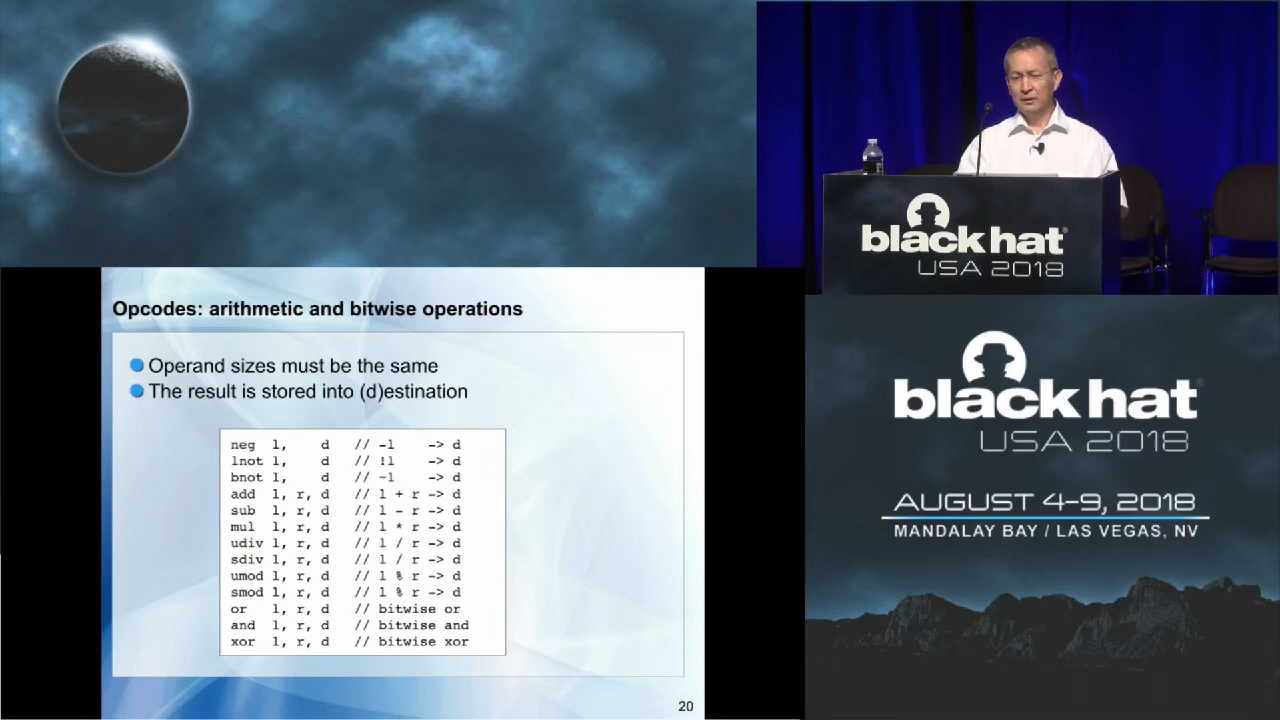 black hat
USA 2018
Opcodes: arithmetic and bitwise operations
Operand sizes must be the same
The result is stored into (d)estination
neg l, d // -l -> d
lnot l, d // !l -> d
bnot l, d // ~l -> d
add l, r, d // l + r -> d
sub l, r, d // l - r -> d
mul l, r, d // l * r -> d
udiv l, r, d // l / r -> d
sdiv l, r, d // l / r -> d
umod l, r, d // l % r -> d
smod l, r, d // l % r -> d
or l, r, d // bitwise or
and l, r, d // bitwise and
xor l, r, d // bitwise xor
20
black hat
USA 2018
AUGUST 4-9, 2018
MANDALAY BAY / LAS VEGAS, NV